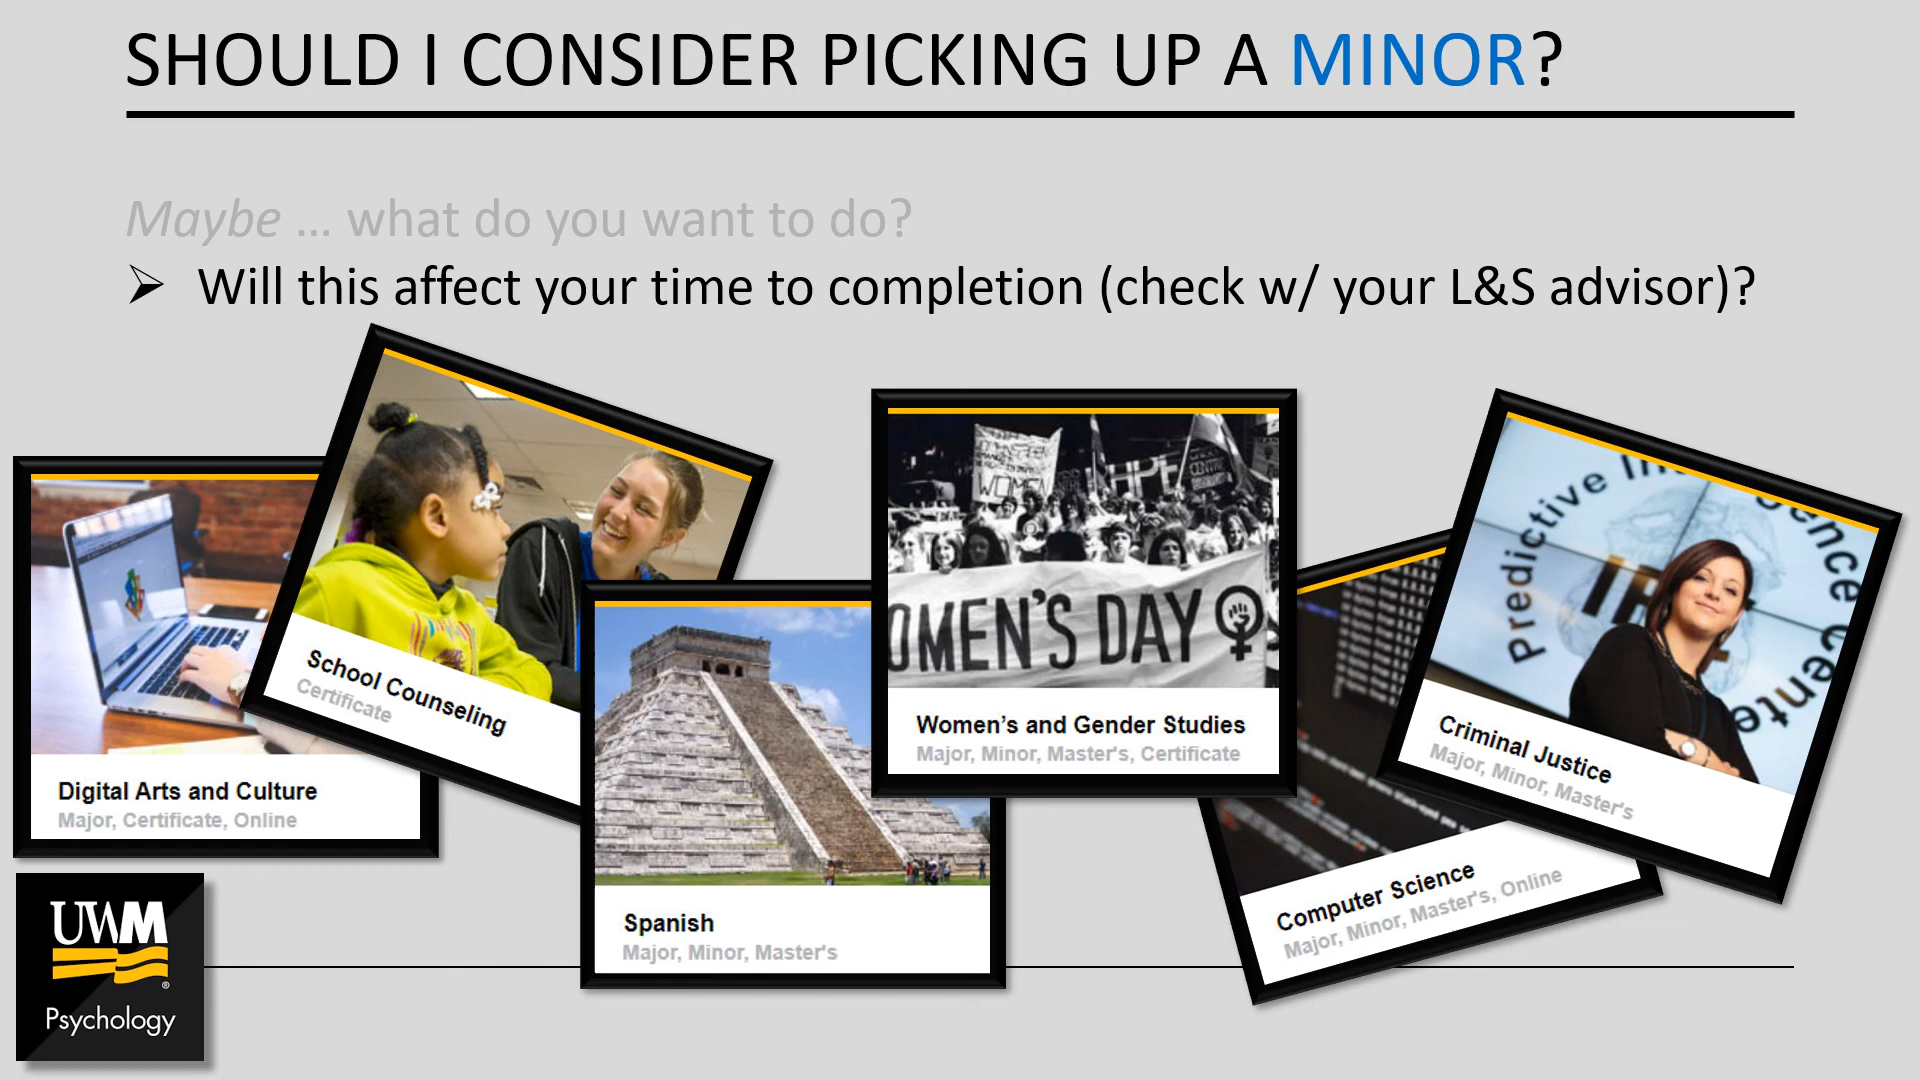 SHOULD I CONSIDER PICKING UP A MINOR?
Maybe ... what do you want to do?
➢ Will this affect your time to completion (check w/ your L&S advisor)?
Digital Arts and Culture
Major, Certificate, Online
School Counseling
Certificate
Spanish
Major, Minor, Master's
WOMEN
OMEN'S DAY
Women's and Gender Studies
Major, Minor, Master's, Certificate
Computer Science
Major, Minor, Master's, Online
Predictive
Criminal Justice
Major, Minor, Master's
UWM
®
Psychology